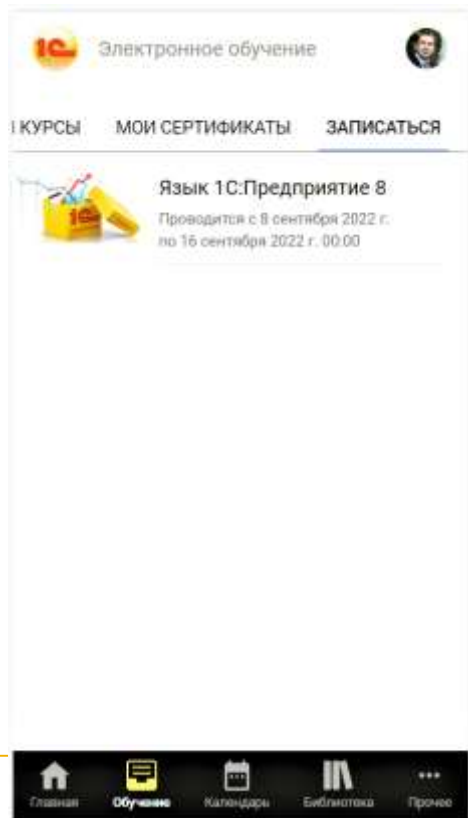 1С Электронное обучение
КУРСЫ МОИ СЕРТИФИКАТЫ ЗАПИСАТЬСЯ
Язык 1С:Предприятие 8
Проводится с 8 сентября 2022 г.
по 16 сентября 2022 г. 00:00
Главная Обучение Календарь Библиотека Прочее